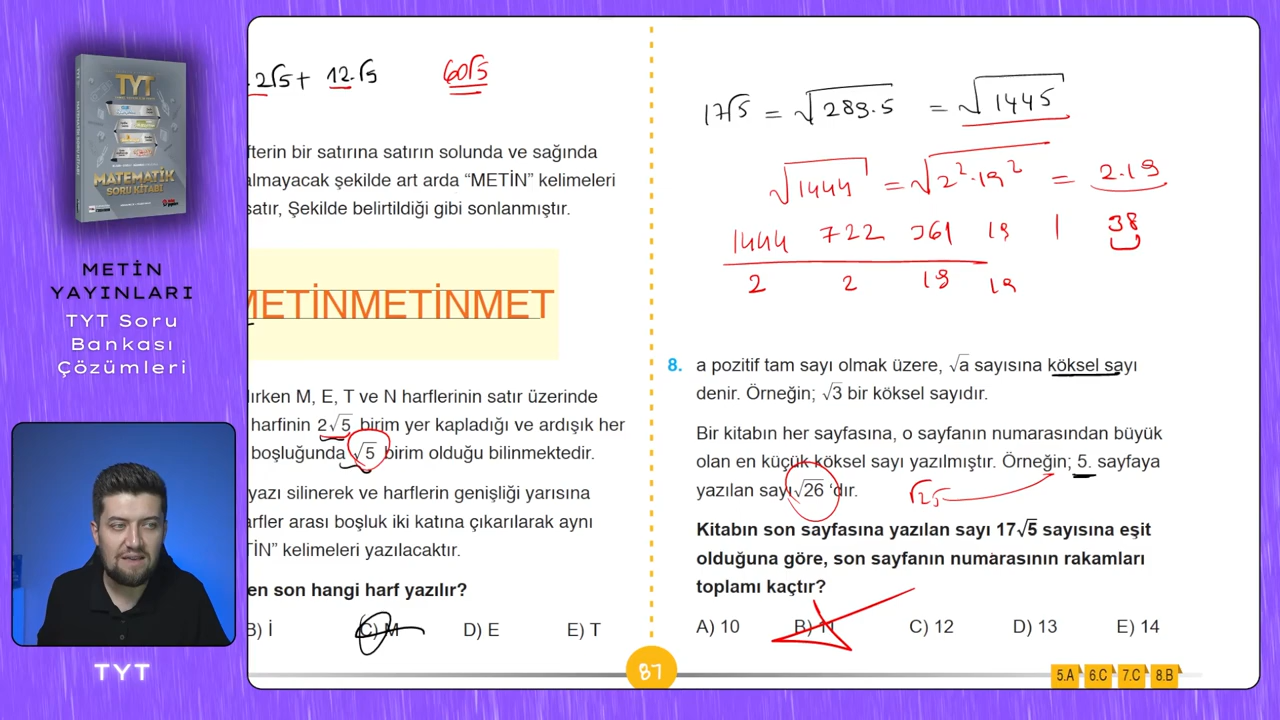 TYT
MATEMATİK
SORU KİTABI
METİN
YAYINLARI
TYT Soru
Bankası
Çözümleri
TYT
2√5 + 12.√5 60√5
fterin bir satırına satırın solunda ve sağında
almayacak şekilde art arda “METİN” kelimeleri
satır, Şekilde belirtildiği gibi sonlanmıştır.
METİNMETİNMET
ırken M, E, T ve N harflerinin satır üzerinde
harfinin 2√5 birim yer kapladığı ve ardışık her
boşluğunda √5 birim olduğu bilinmektedir.
yazı silinerek ve harflerin genişliği yarısına
arfler arası boşluk iki katına çıkarılarak aynı
TİN” kelimeleri yazılacaktır.
en son hangi harf yazılır?
B) İ C) M D) E E) T
17√5 = √289.5 = √1445
√1444 = √2².19² = 2.19
1444 722 361 19 1 38
2 2 19 19
8. a pozitif tam sayı olmak üzere, √a sayısına köksel sayı
denir. Örneğin; √3 bir köksel sayıdır.
Bir kitabın her sayfasına, o sayfanın numarasından büyük
olan en küçük köksel sayı yazılmıştır. Örneğin; 5. sayfaya
yazılan sayı √26 ‘dır. √25
Kitabın son sayfasına yazılan sayı 17√5 sayısına eşit
olduğuna göre, son sayfanın numarasının rakamları
toplamı kaçtır?
A) 10 B) 11 C) 12 D) 13 E) 14
87
5.A 6.C 7.C 8.B